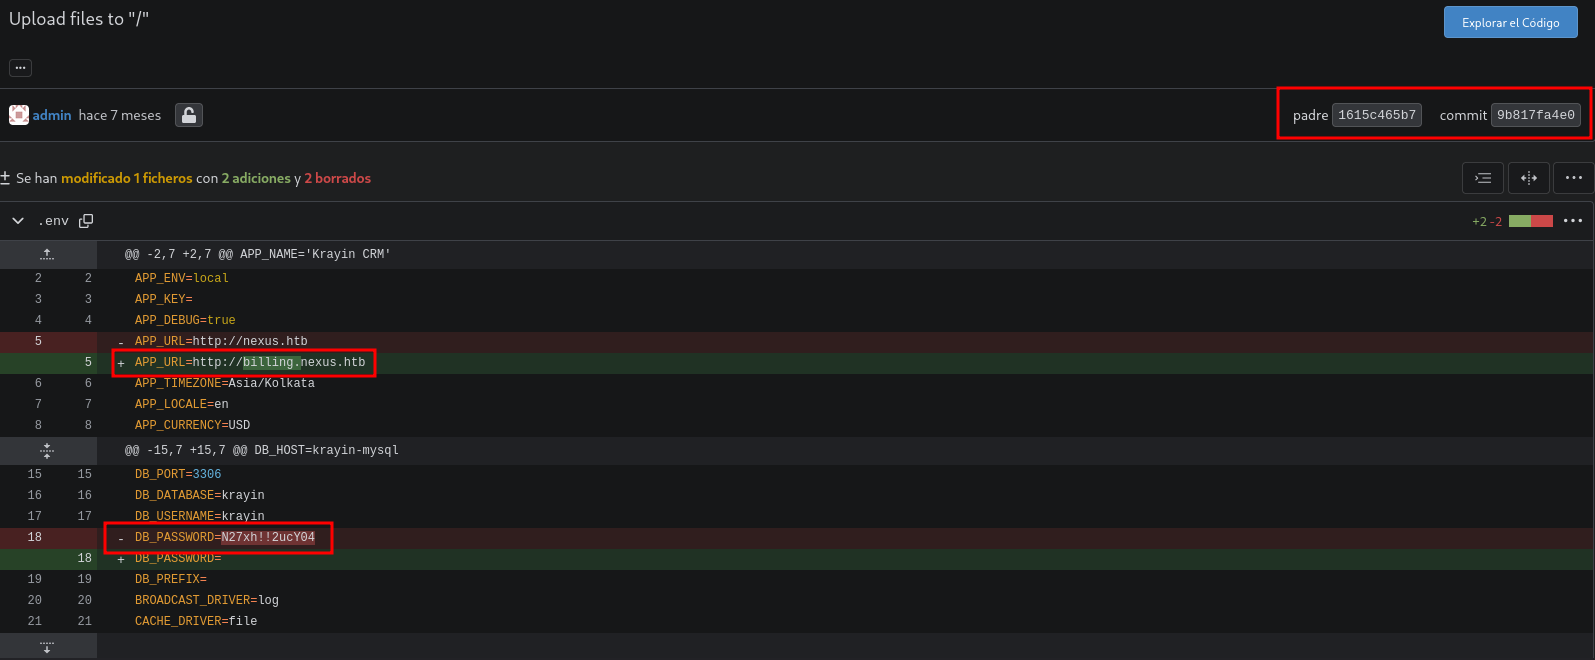 Upload files to "/"
Explorar el Código
...
admin hace 7 meses
padre 1615c465b7 commit 9b817fa4e0
± Se han modificado 1 ficheros con 2 adiciones y 2 borrados
.env
+2 -2
@@ -2,7 +2,7 @@ APP_NAME='Krayin CRM'
2 2 APP_ENV=local
3 3 APP_KEY=
4 4 APP_DEBUG=true
5 - APP_URL=http://nexus.htb
5 + APP_URL=http://billing.nexus.htb
6 6 APP_TIMEZONE=Asia/Kolkata
7 7 APP_LOCALE=en
8 8 APP_CURRENCY=USD
@@ -15,7 +15,7 @@ DB_HOST=krayin-mysql
15 15 DB_PORT=3306
16 16 DB_DATABASE=krayin
17 17 DB_USERNAME=krayin
18 - DB_PASSWORD=N27xh!!2ucY04
18 + DB_PASSWORD=
19 19 DB_PREFIX=
20 20 BROADCAST_DRIVER=log
21 21 CACHE_DRIVER=file